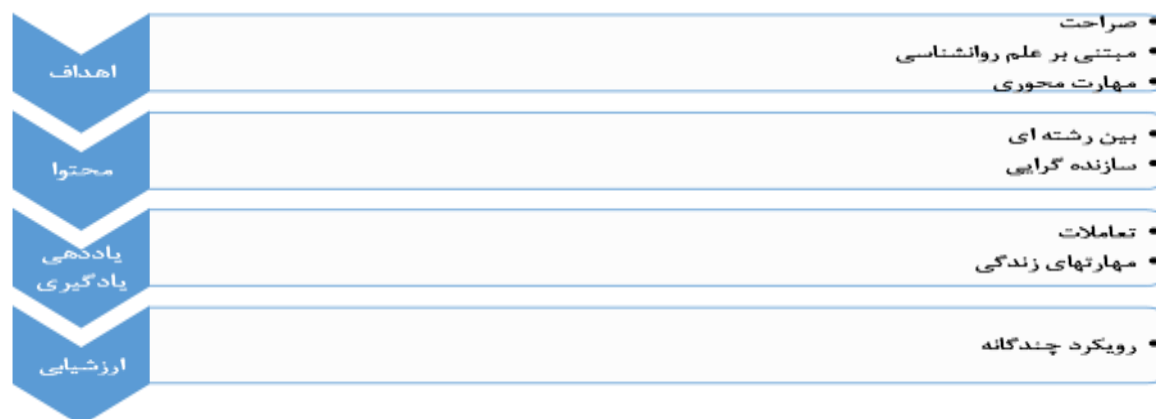 اهداف
• صراحت
• مبتنی بر علم روانشناسی
• مهارت محوری
محتوا
• بین رشته ای
• سازنده گرایی
یاددهی
یادگیری
• تعاملات
• مهارتهای زندگی
ارزشیابی
• رویکرد چندگانه